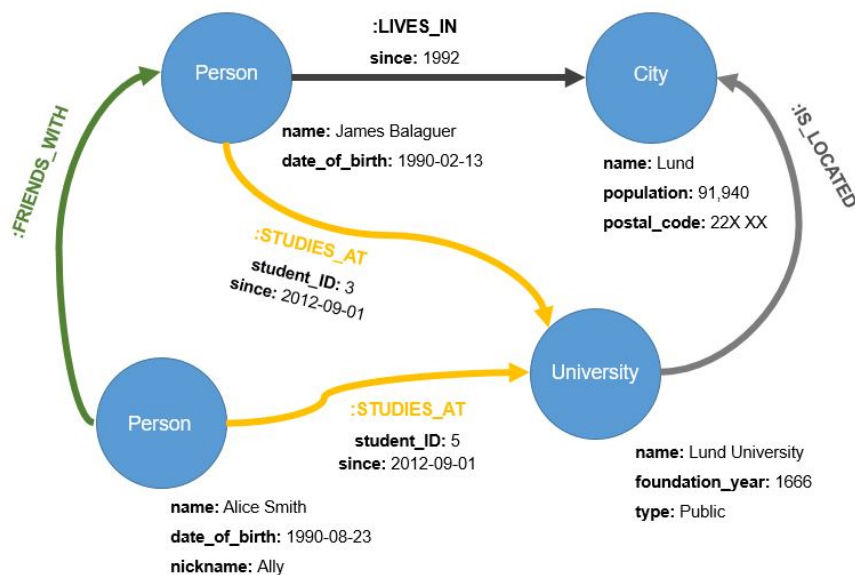 :LIVES_IN
since: 1992
Person
City
:FRIENDS_WITH
name: James Balaguer
date_of_birth: 1990-02-13
:IS_LOCATED
name: Lund
population: 91,940
postal_code: 22X XX
:STUDIES_AT
student_ID: 3
since: 2012-09-01
University
Person
:STUDIES_AT
student_ID: 5
since: 2012-09-01
name: Lund University
foundation_year: 1666
type: Public
name: Alice Smith
date_of_birth: 1990-08-23
nickname: Ally